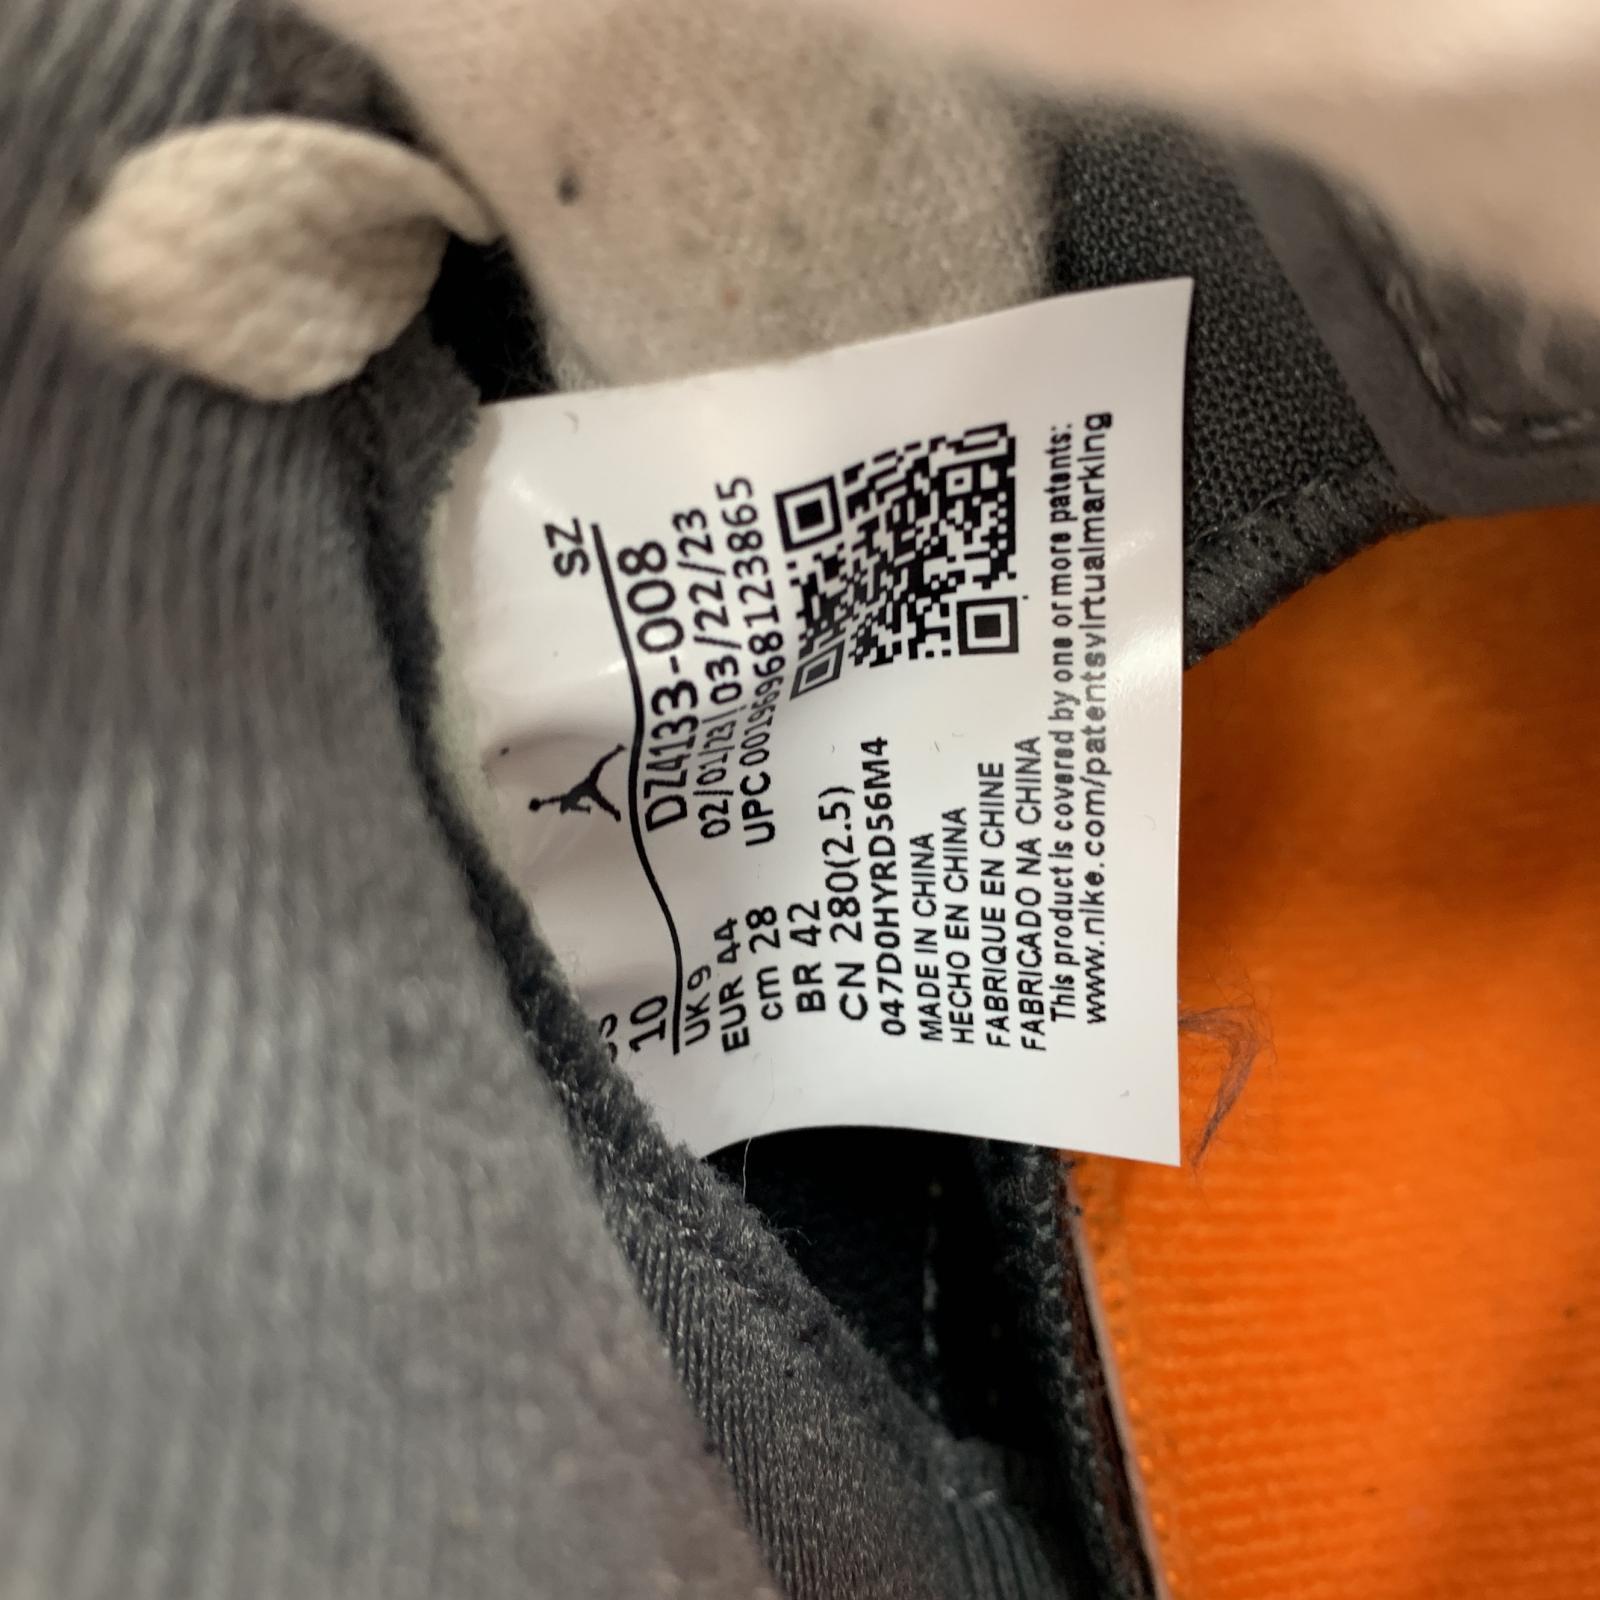 SZ
10
UK 9
DZ4133-008
EUR 44
02/01/23 03/22/23
cm 28
UPC 00196968123865
BR 42
CN 280(2.5)
047D0HYRD56M4
MADE IN CHINA
HECHO EN CHINA
FABRIQUE EN CHINE
FABRICADO NA CHINA
This product is covered by one or more patents:
www.nike.com/patentsvirtualmarking